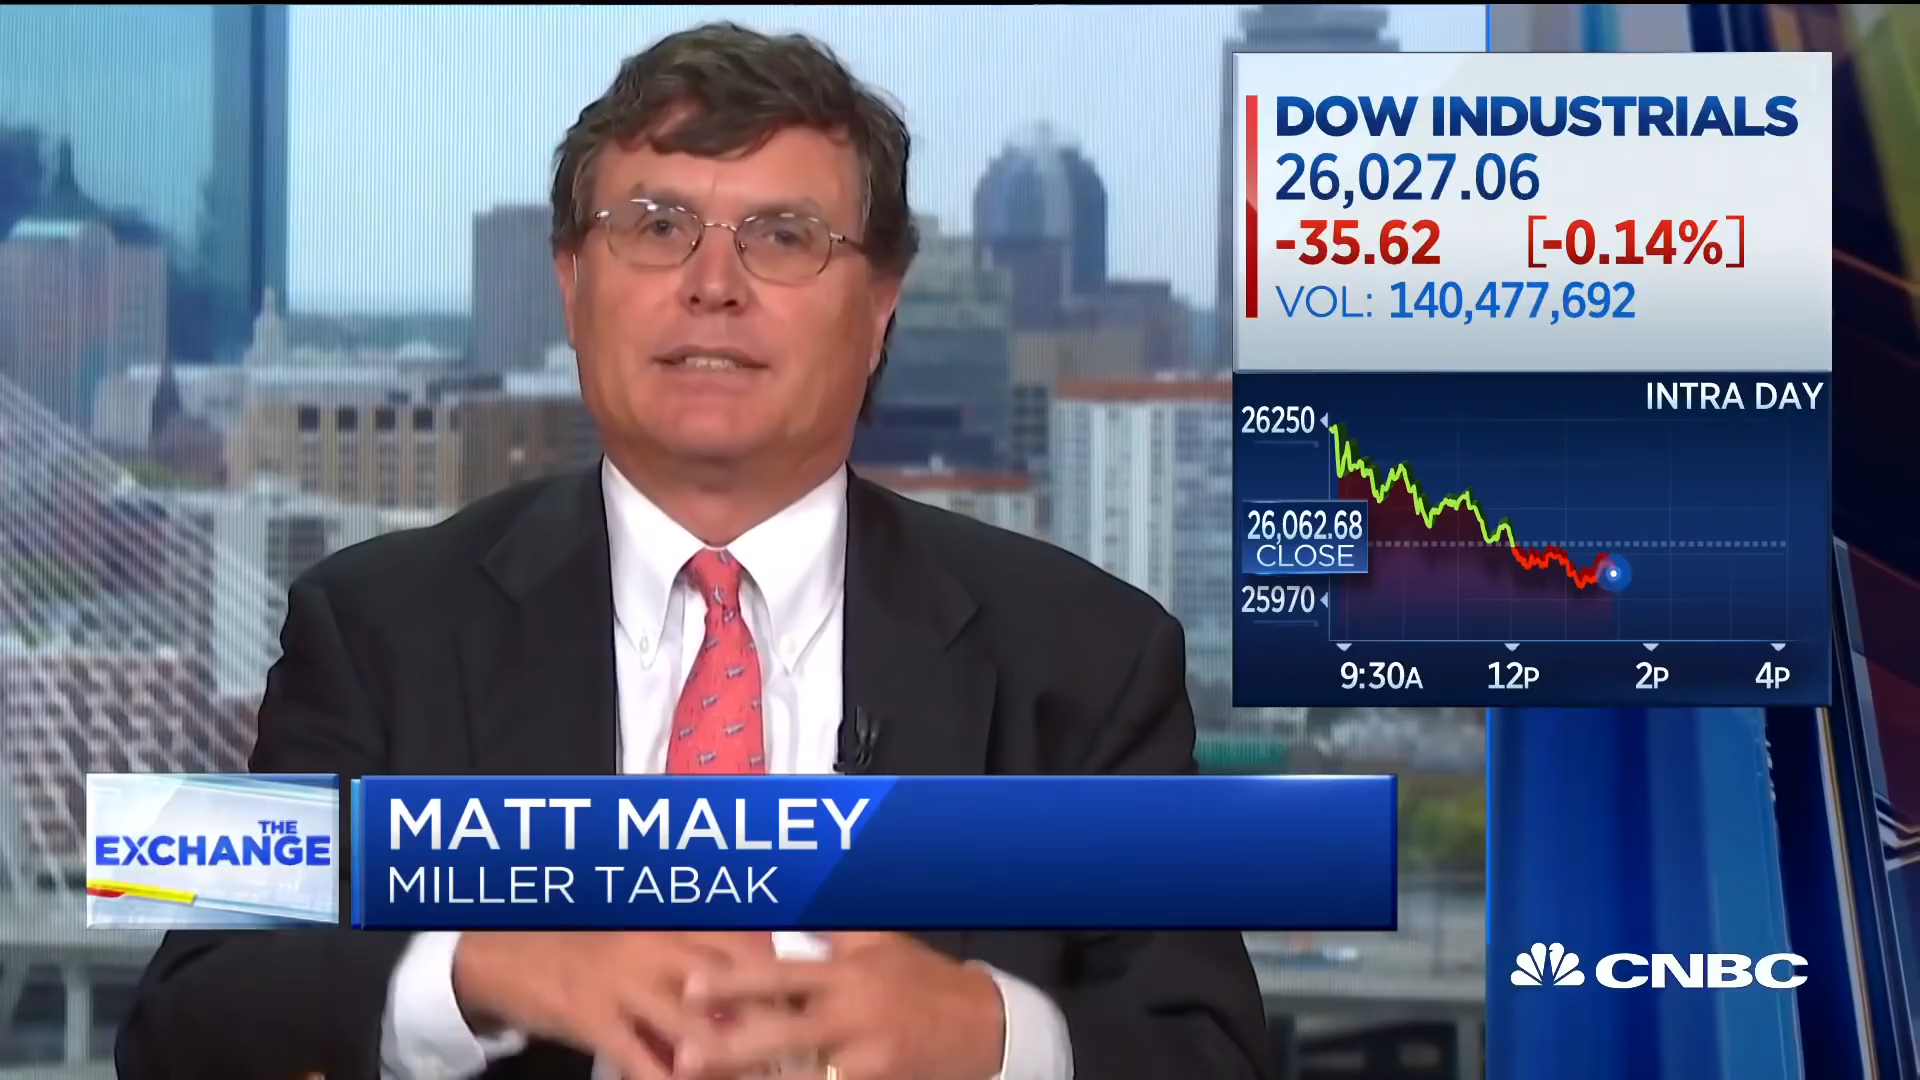 DOW INDUSTRIALS
26,027.06
-35.62 [-0.14%]
VOL: 140,477,692
INTRA DAY
26250
26,062.68
CLOSE
25970
9:30A 12P 2P 4P
THE
EXCHANGE
MATT MALEY
MILLER TABAK
CNBC